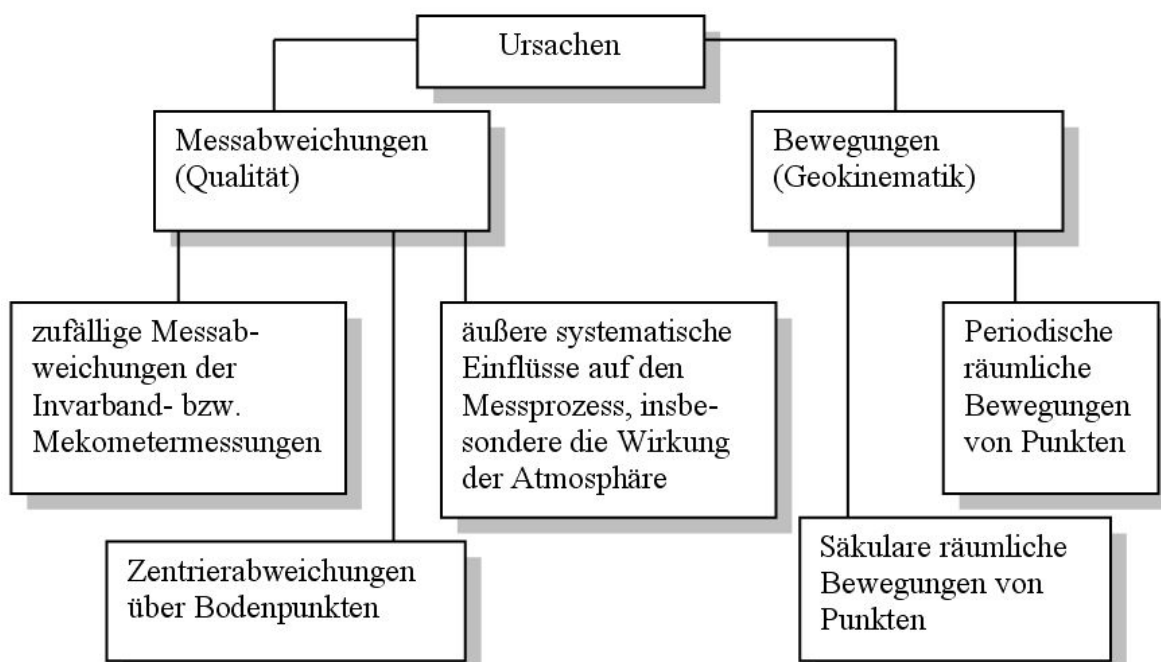 Ursachen
Messabweichungen
(Qualität)
Bewegungen
(Geokinematik)
zufällige Messab-
weichungen der
Invarband- bzw.
Mekometermessungen
äußere systematische
Einflüsse auf den
Messprozess, insbe-
sondere die Wirkung
der Atmosphäre
Periodische
räumliche
Bewegungen
von Punkten
Zentrierabweichungen
über Bodenpunkten
Säkulare räumliche
Bewegungen von
Punkten